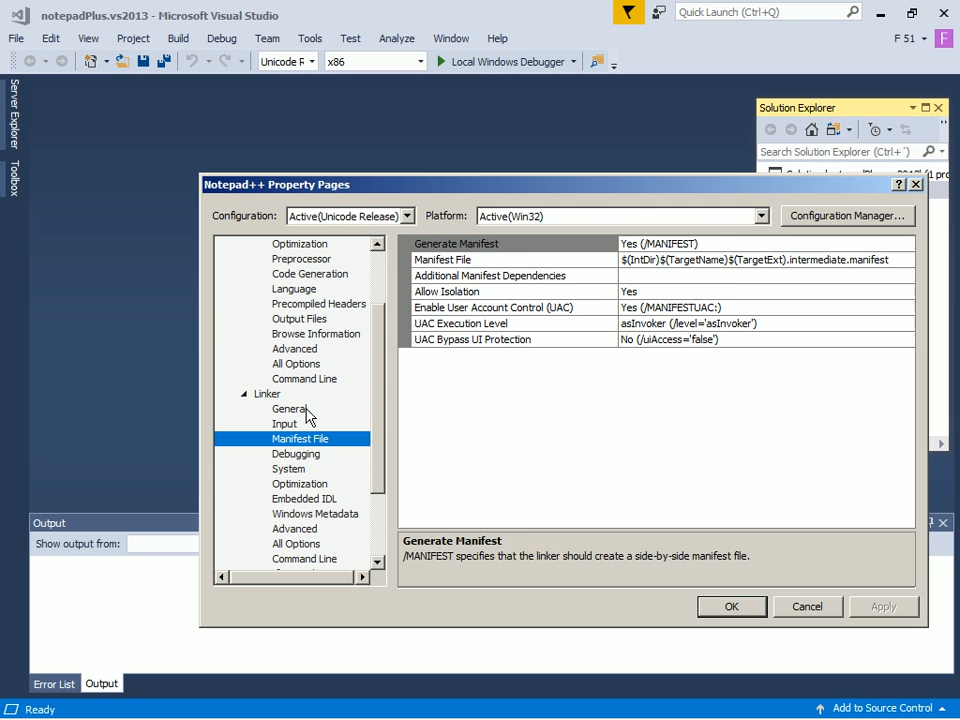 notepadPlus.vs2013 - Microsoft Visual Studio
Quick Launch (Ctrl+Q)
File Edit View Project Build Debug Team Tools Test Analyze Window Help
F 51
F
Unicode R
x86
Local Windows Debugger
Server Explorer
Toolbox
Solution Explorer
Search Solution Explorer (Ctrl+´)
Notepad++ Property Pages
Configuration: Active(Unicode Release) Platform: Active(Win32) Configuration Manager...
Optimization
Preprocessor
Code Generation
Language
Precompiled Headers
Output Files
Browse Information
Advanced
All Options
Command Line
Linker
General
Input
Manifest File
Debugging
System
Optimization
Embedded IDL
Windows Metadata
Advanced
All Options
Command Line
Generate Manifest Yes (/MANIFEST)
Manifest File $(IntDir)$(TargetName)$(TargetExt).intermediate.manifest
Additional Manifest Dependencies
Allow Isolation Yes
Enable User Account Control (UAC) Yes (/MANIFESTUAC:)
UAC Execution Level asInvoker (/level='asInvoker')
UAC Bypass UI Protection No (/uiAccess='false')
Generate Manifest
/MANIFEST specifies that the linker should create a side-by-side manifest file.
OK Cancel Apply
Output
Show output from:
Error List Output
Ready
Add to Source Control